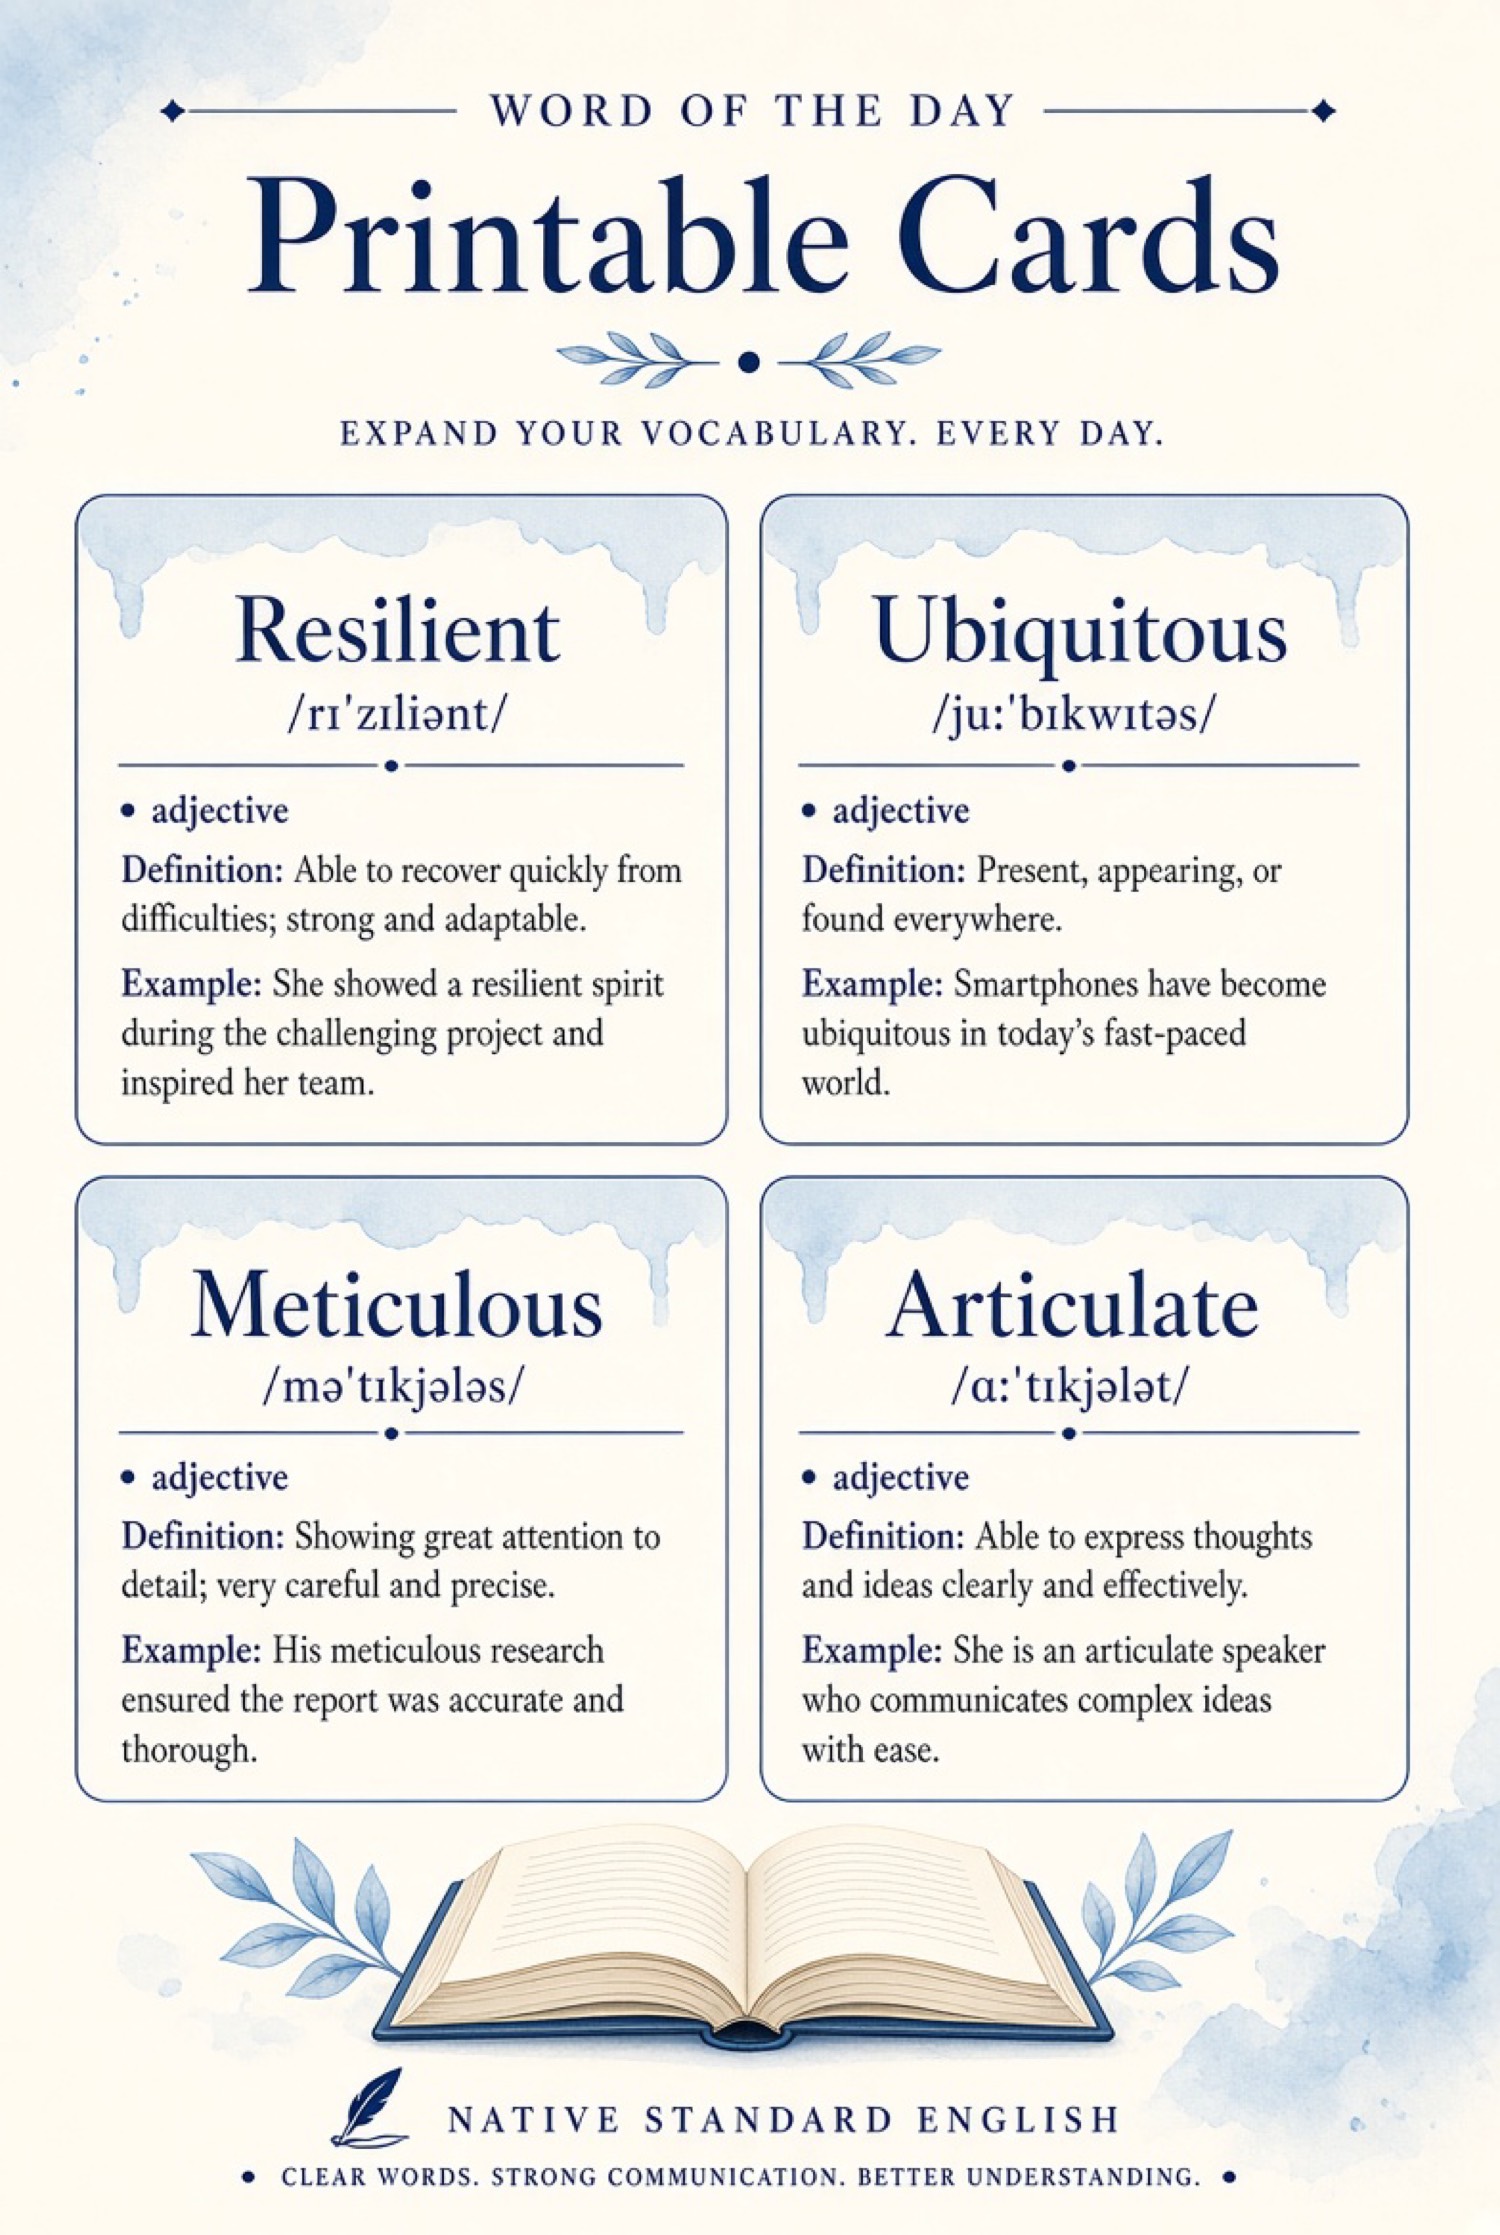 WORD OF THE DAY
Printable Cards
EXPAND YOUR VOCABULARY. EVERY DAY.
Resilient
/rɪˈzɪliənt/
• adjective
Definition: Able to recover quickly from
difficulties; strong and adaptable.
Example: She showed a resilient spirit
during the challenging project and
inspired her team.
Ubiquitous
/ju:ˈbɪkwɪtəs/
• adjective
Definition: Present, appearing, or
found everywhere.
Example: Smartphones have become
ubiquitous in today’s fast-paced
world.
Meticulous
/məˈtɪkjələs/
• adjective
Definition: Showing great attention to
detail; very careful and precise.
Example: His meticulous research
ensured the report was accurate and
thorough.
Articulate
/ɑ:ˈtɪkjələt/
• adjective
Definition: Able to express thoughts
and ideas clearly and effectively.
Example: She is an articulate speaker
who communicates complex ideas
with ease.
NATIVE STANDARD ENGLISH
• CLEAR WORDS. STRONG COMMUNICATION. BETTER UNDERSTANDING. •